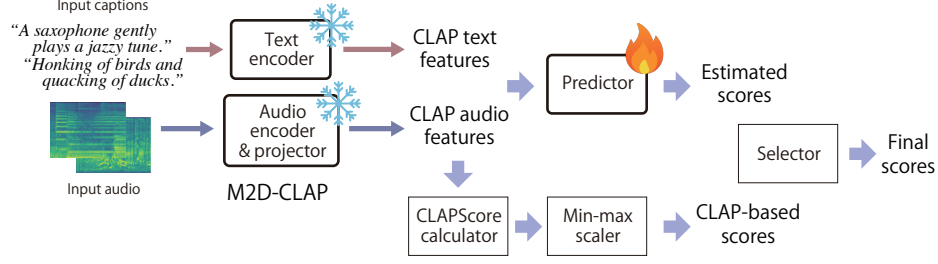 Input captions
“A saxophone gently
plays a jazzy tune.”
“Honking of birds and
quacking of ducks.”
Input audio
Text
encoder
Audio
encoder
& projector
M2D-CLAP
CLAP text
features
CLAP audio
features
Predictor
Estimated
scores
CLAPScore
calculator
Min-max
scaler
CLAP-based
scores
Selector
Final
scores